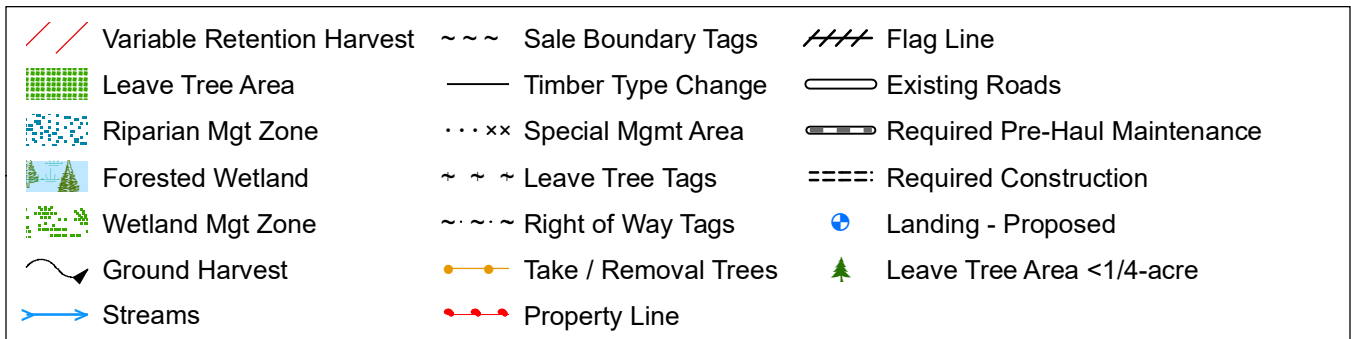 Variable Retention Harvest
Leave Tree Area
Riparian Mgt Zone
Forested Wetland
Wetland Mgt Zone
Ground Harvest
Streams
Sale Boundary Tags
Timber Type Change
Special Mgmt Area
Leave Tree Tags
Right of Way Tags
Take / Removal Trees
Property Line
Flag Line
Existing Roads
Required Pre-Haul Maintenance
Required Construction
Landing - Proposed
Leave Tree Area <1/4-acre